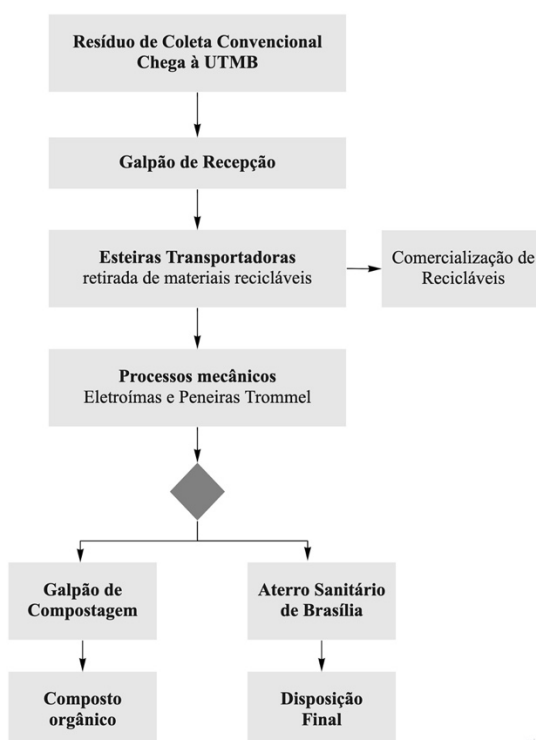 Resíduo de Coleta Convencional
Chega à UTMB
Galpão de Recepção
Esteiras Transportadoras
retirada de materiais recicláveis
Comercialização de
Recicláveis
Processos mecânicos
Eletroímas e Peneiras Trommel
Galpão de
Compostagem
Aterro Sanitário
de Brasília
Composto
orgânico
Disposição
Final